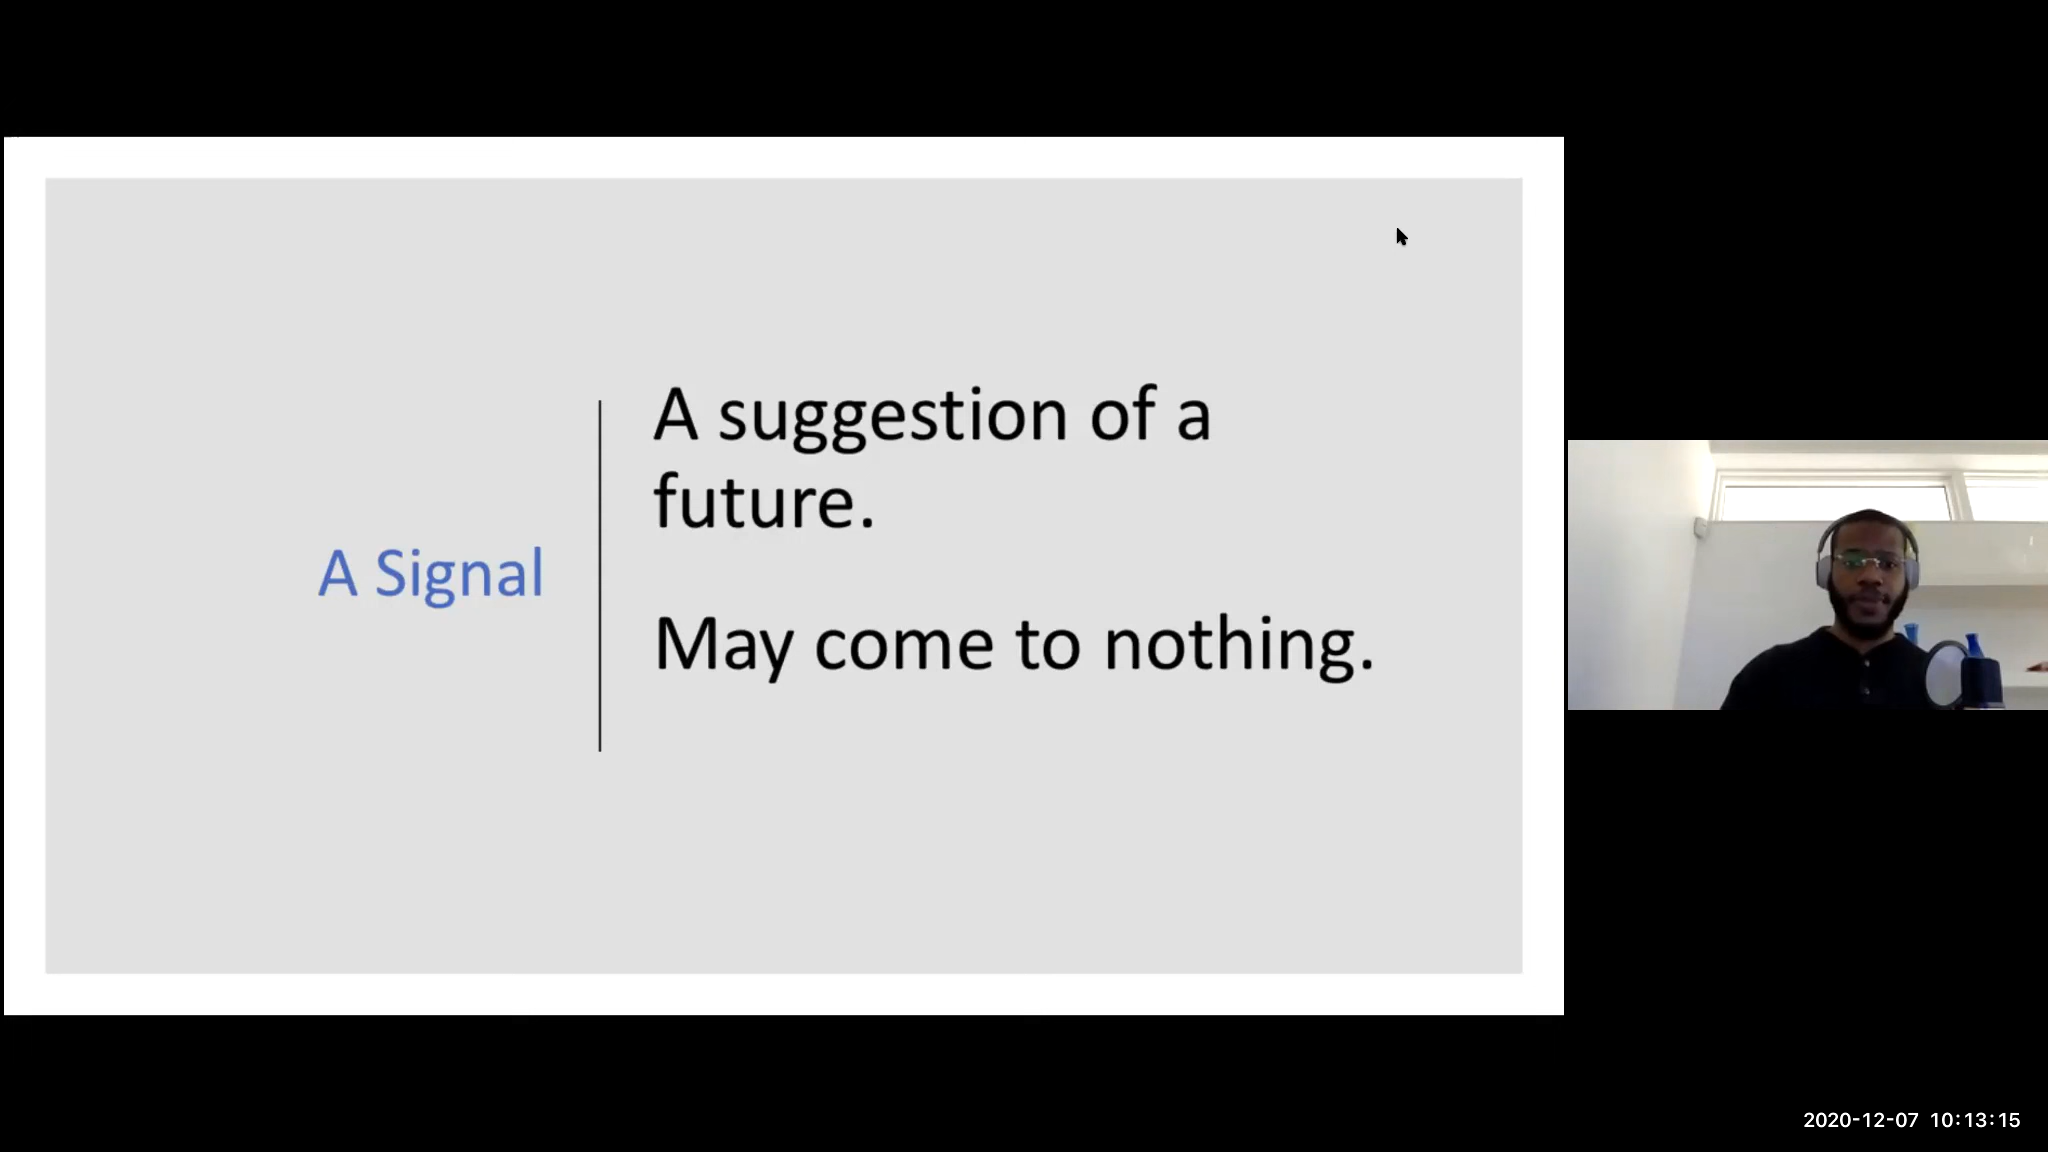 A Signal
A suggestion of a
future.
May come to nothing.
2020-12-07 10:13:15